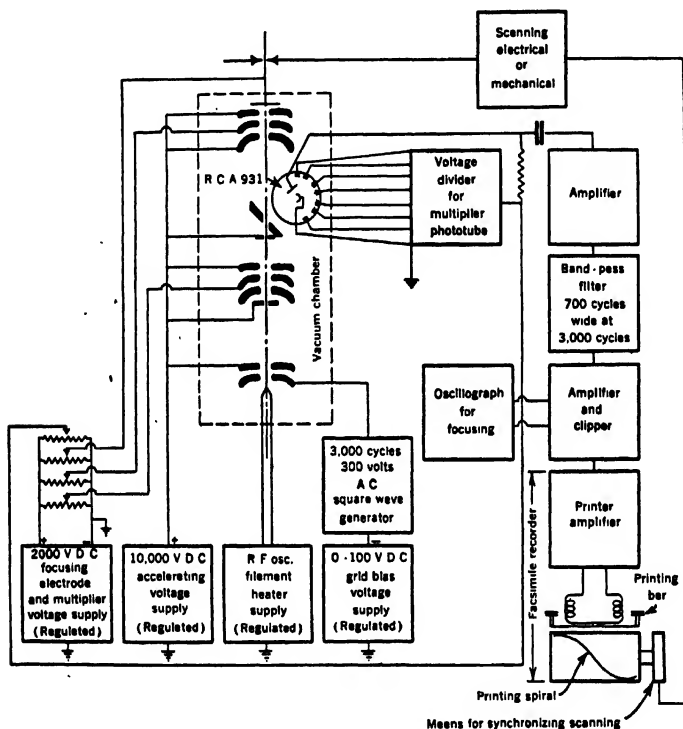 Scenning
electrical
or
mechanical
R C A 931
Voltage
divider
for
multiplier
phototube
Amplifier
Vacuum chamber
Band-pess
filter
700 cycles
wide at
3,000 cycles
Oscillograph
for
focusing
Amplifier
and
clipper
3,000 cycles
300 volts
A C
square wave
generator
Facsimile recorder
Printer
amplifier
2000 V D C
focusing
electrode
and multiplier
voltage supply
(Regulated)
10,000 V D C
accelerating
voltage
supply
(Regulated)
R F osc.
filament
heater
supply
(Regulated)
0-100 V D C
grid bias
voltage
supply
(Regulated)
Printing
bar
Printing spiral
Means for synchronizing scanning